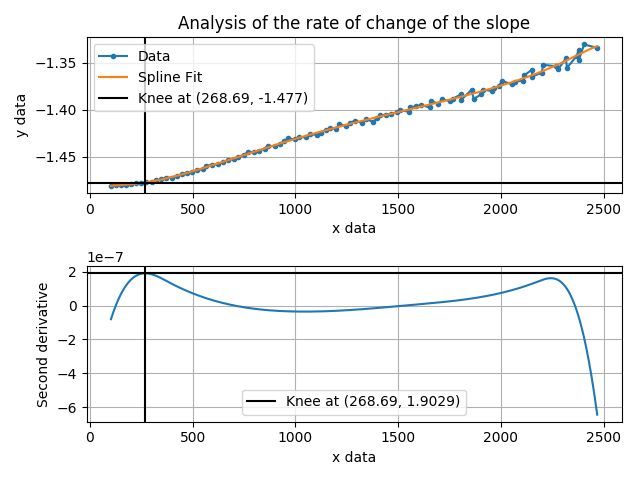 Analysis of the rate of change of the slope
Data
Spline Fit
Knee at (268.69, -1.477)
y data
−1.35
−1.40
−1.45
0
500
1000
1500
2000
2500
x data
1e−7
Second derivative
2
0
−2
−4
−6
Knee at (268.69, 1.9029)
0
500
1000
1500
2000
2500
x data